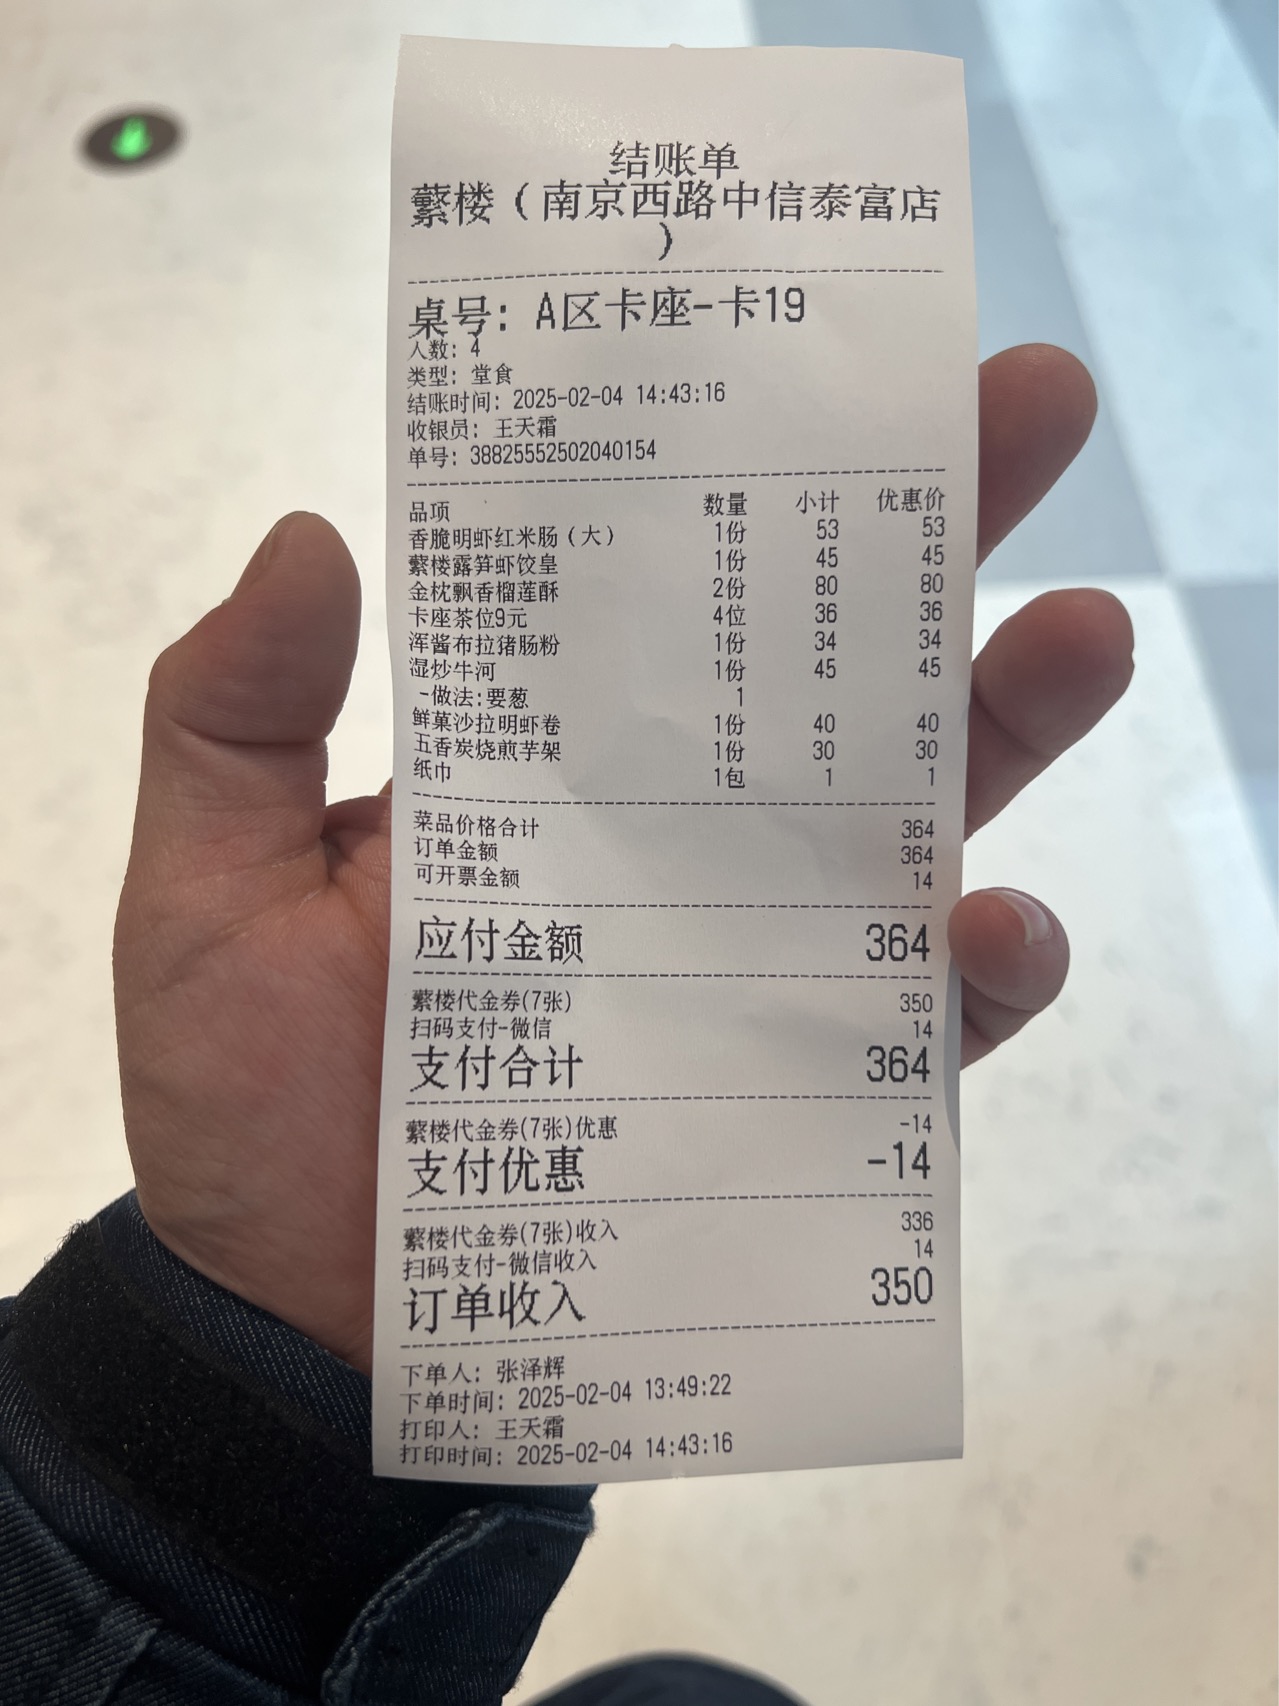 结账单
蘩楼（南京西路中信泰富店
）
桌号: A区卡座-卡19
人数: 4
类型: 堂食
结账时间: 2025-02-04 14:43:16
收银员: 王天霜
单号: 38825552502040154
品项 数量 小计 优惠价
香脆明虾红米肠（大） 1份 53 53
蘩楼露笋虾饺皇 1份 45 45
金枕飘香榴莲酥 2份 80 80
卡座茶位9元 4位 36 36
浑酱布拉猪肠粉 1份 34 34
湿炒牛河 1份 45 45
-做法:要葱 1
鲜菓沙拉明虾卷 1份 40 40
五香炭烧煎芋架 1份 30 30
纸巾 1包 1 1
菜品价格合计 364
订单金额 364
可开票金额 14
应付金额 364
蘩楼代金券(7张) 350
扫码支付-微信 14
支付合计 364
蘩楼代金券(7张)优惠 -14
支付优惠 -14
蘩楼代金券(7张)收入 336
扫码支付-微信收入 14
订单收入 350
下单人: 张泽辉
下单时间: 2025-02-04 13:49:22
打印人: 王天霜
打印时间: 2025-02-04 14:43:16